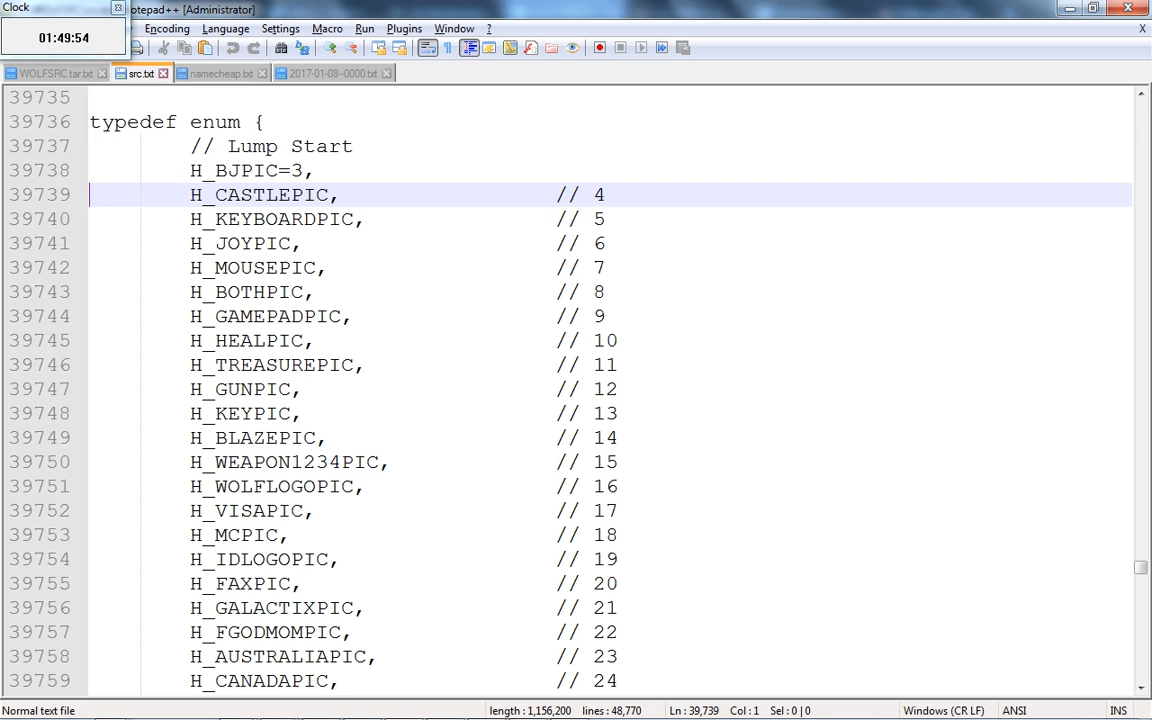 Clock
otepad++ [Administrator]
01:49:54
Encoding Language Settings Macro Run Plugins Window ? X
WOLFSRC.tar.txt src.txt namecheap.txt 2017-01-08--0000.txt
39735
39736 typedef enum {
39737 // Lump Start
39738 H_BJPIC=3,
39739 H_CASTLEPIC, // 4
39740 H_KEYBOARDPIC, // 5
39741 H_JOYPIC, // 6
39742 H_MOUSEPIC, // 7
39743 H_BOTHPIC, // 8
39744 H_GAMEPADPIC, // 9
39745 H_HEALPIC, // 10
39746 H_TREASUREPIC, // 11
39747 H_GUNPIC, // 12
39748 H_KEYPIC, // 13
39749 H_BLAZEPIC, // 14
39750 H_WEAPON1234PIC, // 15
39751 H_WOLFLOGOPIC, // 16
39752 H_VISAPIC, // 17
39753 H_MCPIC, // 18
39754 H_IDLOGOPIC, // 19
39755 H_FAXPIC, // 20
39756 H_GALACTIXPIC, // 21
39757 H_FGODMOMPIC, // 22
39758 H_AUSTRALIAPIC, // 23
39759 H_CANADAPIC, // 24
Normal text file length : 1,156,200 lines : 48,770 Ln : 39,739 Col : 1 Sel : 0 | 0 Windows (CR LF) ANSI INS